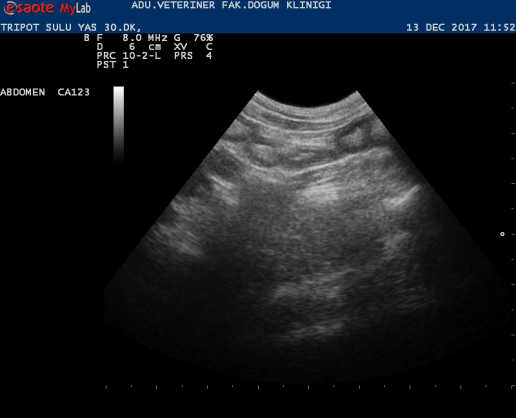 esaote MyLab
ADU.VETERINER FAK.DOGUM KLINIGI
TRIPOT SULU YAS 30.DK, 13 DEC 2017 11:52
B F 8.0 MHz G 76%
D 6 cm XV C
PRC 10-2-L PRS 4
PST 1
ABDOMEN CA123